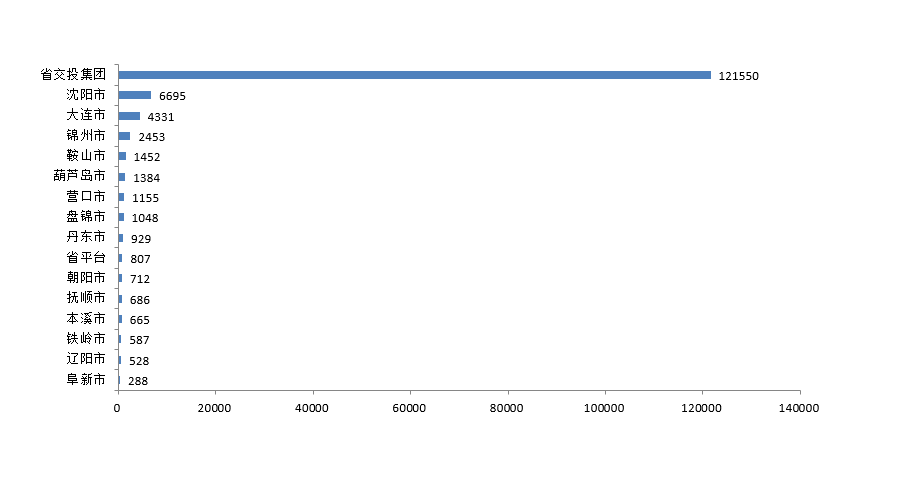 省交投集团 121550
沈阳市 6695
大连市 4331
锦州市 2453
鞍山市 1452
葫芦岛市 1384
营口市 1155
盘锦市 1048
丹东市 929
省平台 807
朝阳市 712
抚顺市 686
本溪市 665
铁岭市 587
辽阳市 528
阜新市 288
0 20000 40000 60000 80000 100000 120000 140000